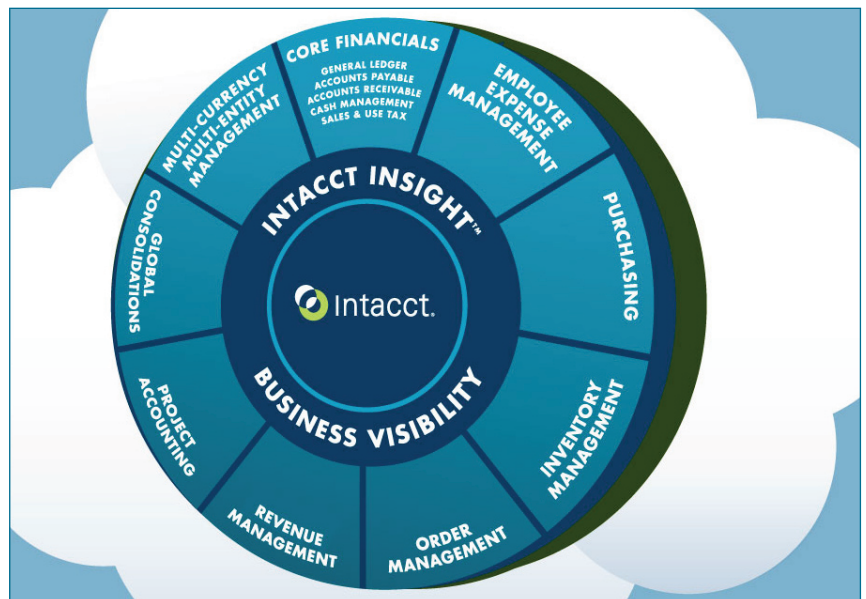 CORE FINANCIALS
GENERAL LEDGER
ACCOUNTS PAYABLE
ACCOUNTS RECEIVABLE
CASH MANAGEMENT
SALES & USE TAX
EMPLOYEE
EXPENSE
MANAGEMENT
PURCHASING
INVENTORY
MANAGEMENT
ORDER
MANAGEMENT
REVENUE
MANAGEMENT
PROJECT
ACCOUNTING
GLOBAL
CONSOLIDATIONS
MULTI-CURRENCY
MULTI-ENTITY
MANAGEMENT
INTACCT INSIGHT™
Intacct.
BUSINESS VISIBILITY